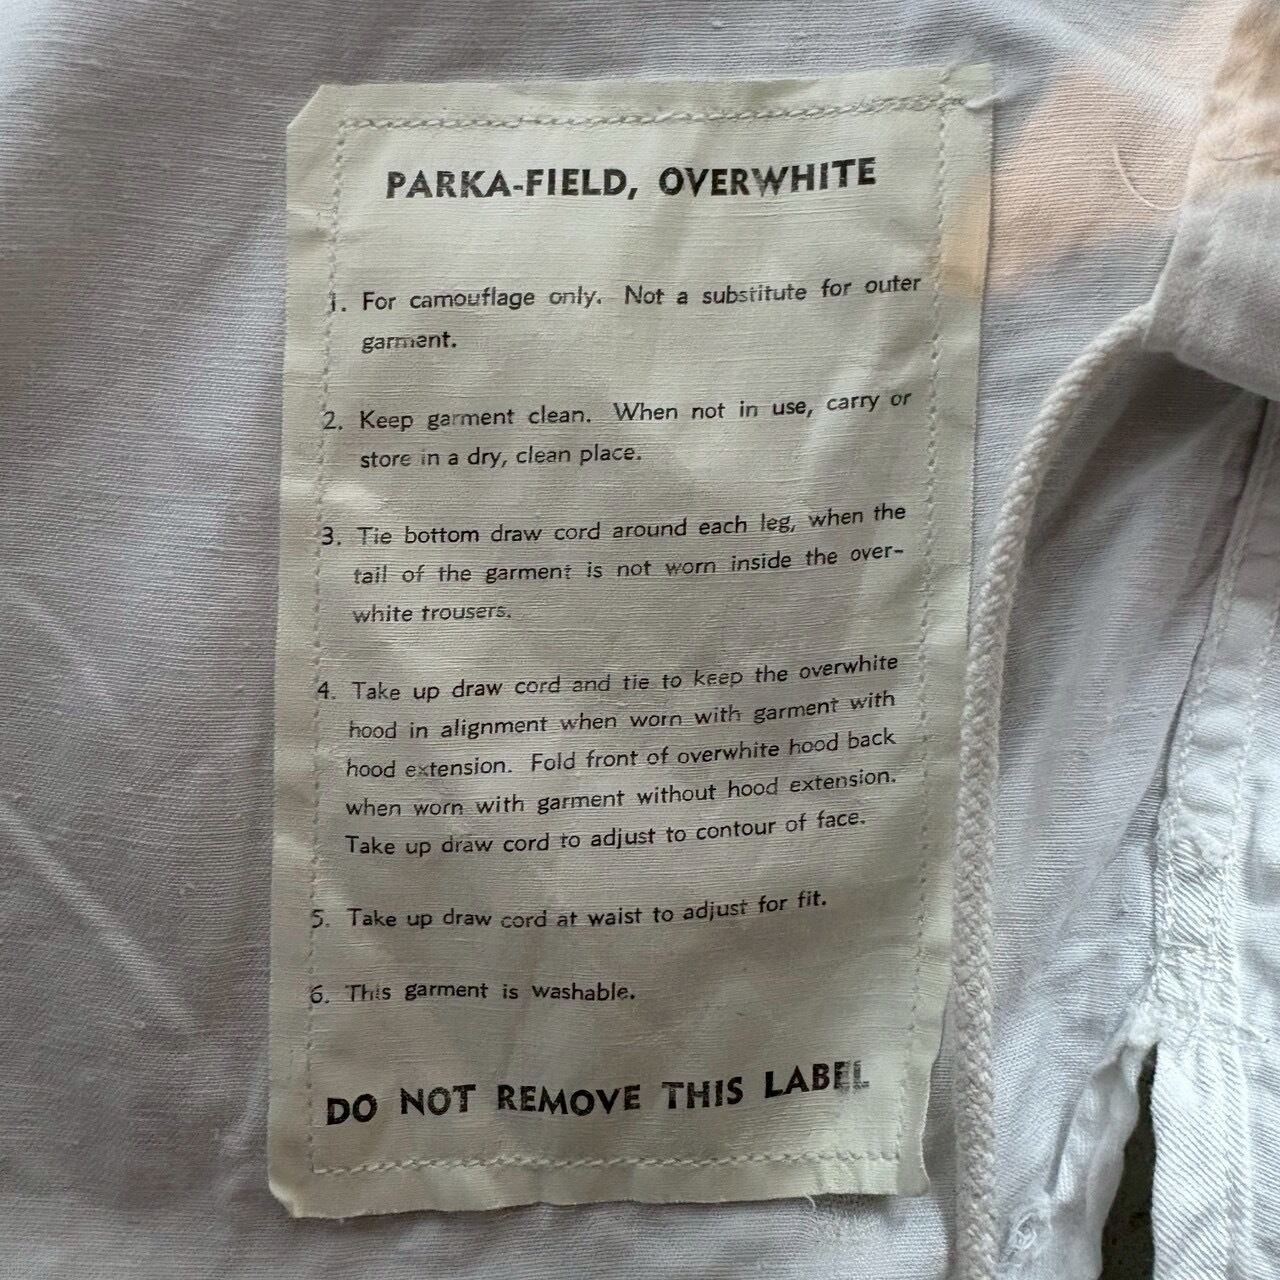 PARKA-FIELD, OVERWHITE
1. For camouflage only. Not a substitute for outer
garment.
2. Keep garment clean. When not in use, carry or
store in a dry, clean place.
3. Tie bottom draw cord around each leg, when the
tail of the garment is not worn inside the over-
white trousers.
4. Take up draw cord and tie to keep the overwhite
hood in alignment when worn with garment with
hood extension. Fold front of overwhite hood back
when worn with garment without hood extension.
Take up draw cord to adjust to contour of face.
5. Take up draw cord at waist to adjust for fit.
6. This garment is washable.
DO NOT REMOVE THIS LABEL